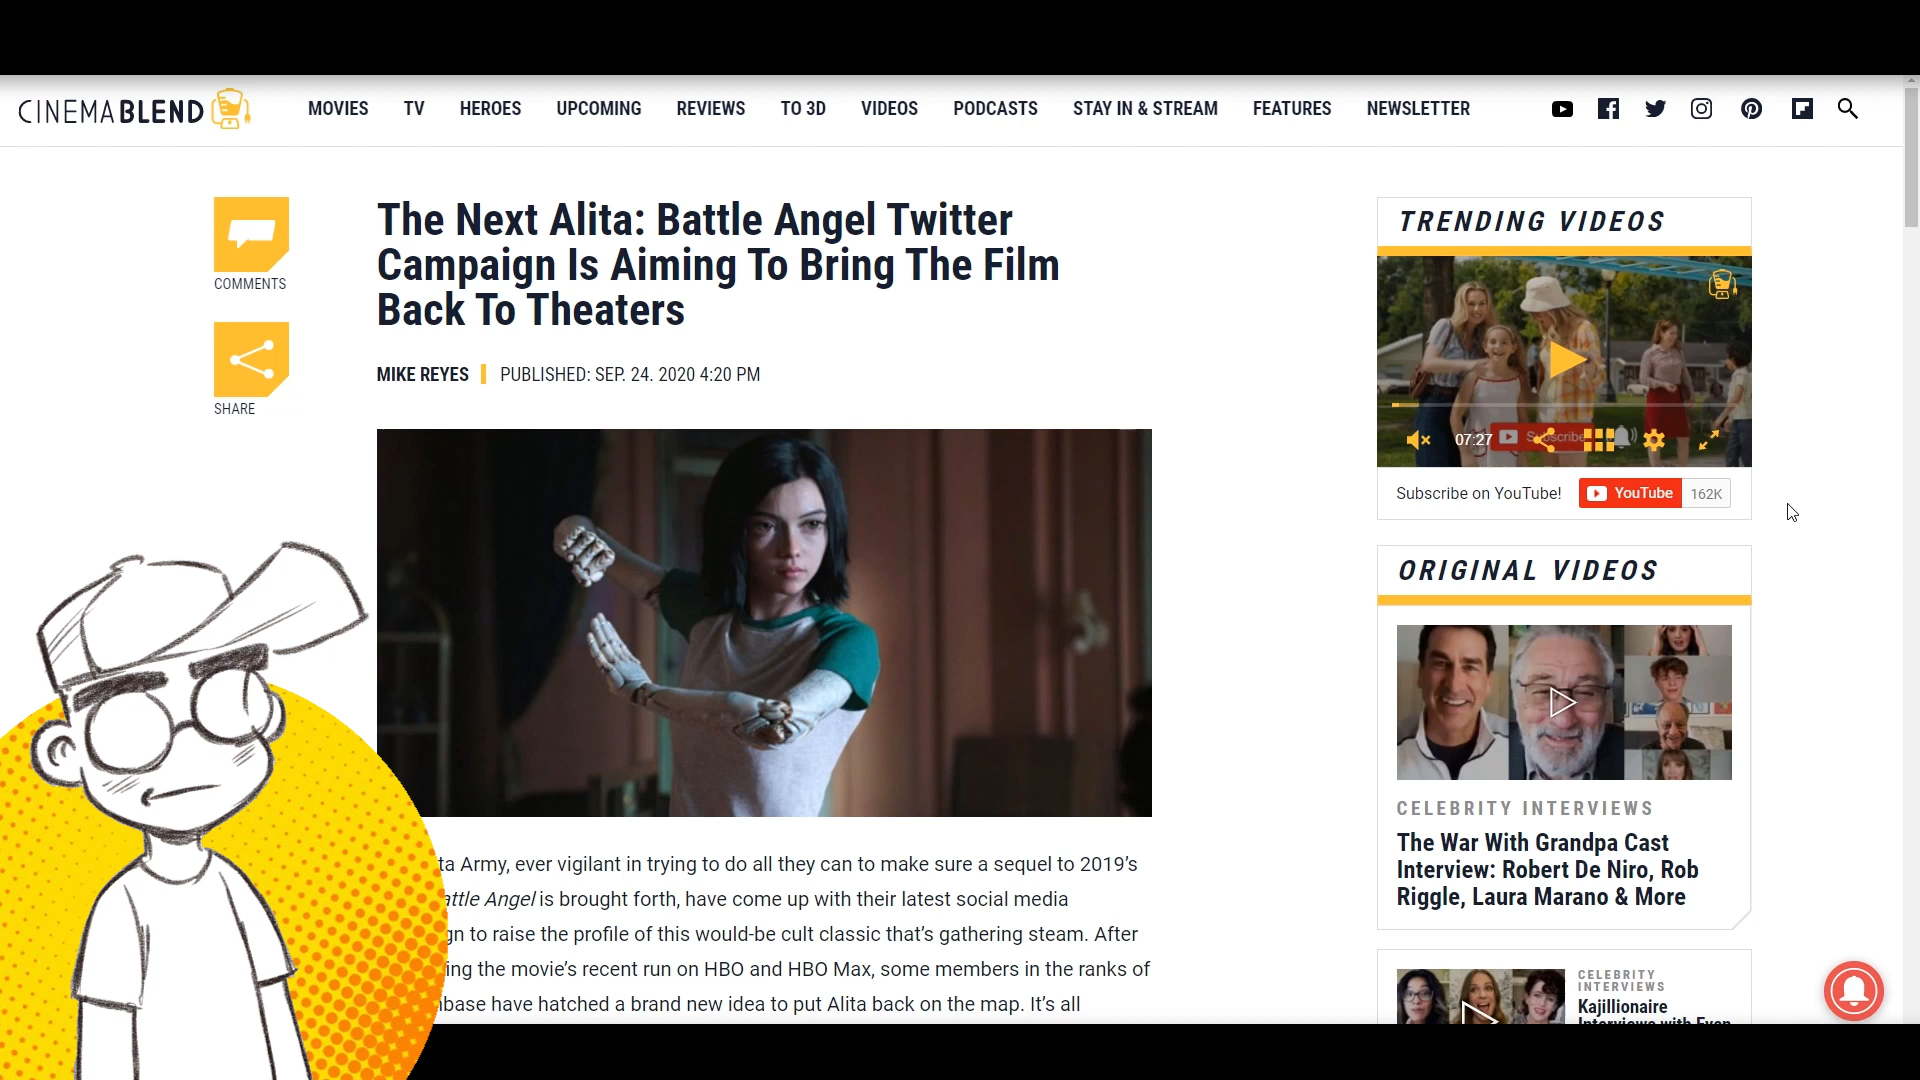 CINEMABLEND
MOVIES TV HEROES UPCOMING REVIEWS TO 3D VIDEOS PODCASTS STAY IN & STREAM FEATURES NEWSLETTER
COMMENTS
SHARE
The Next Alita: Battle Angel Twitter
Campaign Is Aiming To Bring The Film
Back To Theaters
MIKE REYES PUBLISHED: SEP. 24. 2020 4:20 PM
ta Army, ever vigilant in trying to do all they can to make sure a sequel to 2019's
attle Angel is brought forth, have come up with their latest social media
gn to raise the profile of this would-be cult classic that's gathering steam. After
ing the movie's recent run on HBO and HBO Max, some members in the ranks of
base have hatched a brand new idea to put Alita back on the map. It's all
TRENDING VIDEOS
07:27 Subscribe
Subscribe on YouTube! YouTube 162K
ORIGINAL VIDEOS
CELEBRITY INTERVIEWS
The War With Grandpa Cast
Interview: Robert De Niro, Rob
Riggle, Laura Marano & More
CELEBRITY
INTERVIEWS
Kajillionaire
Interviews with Evan